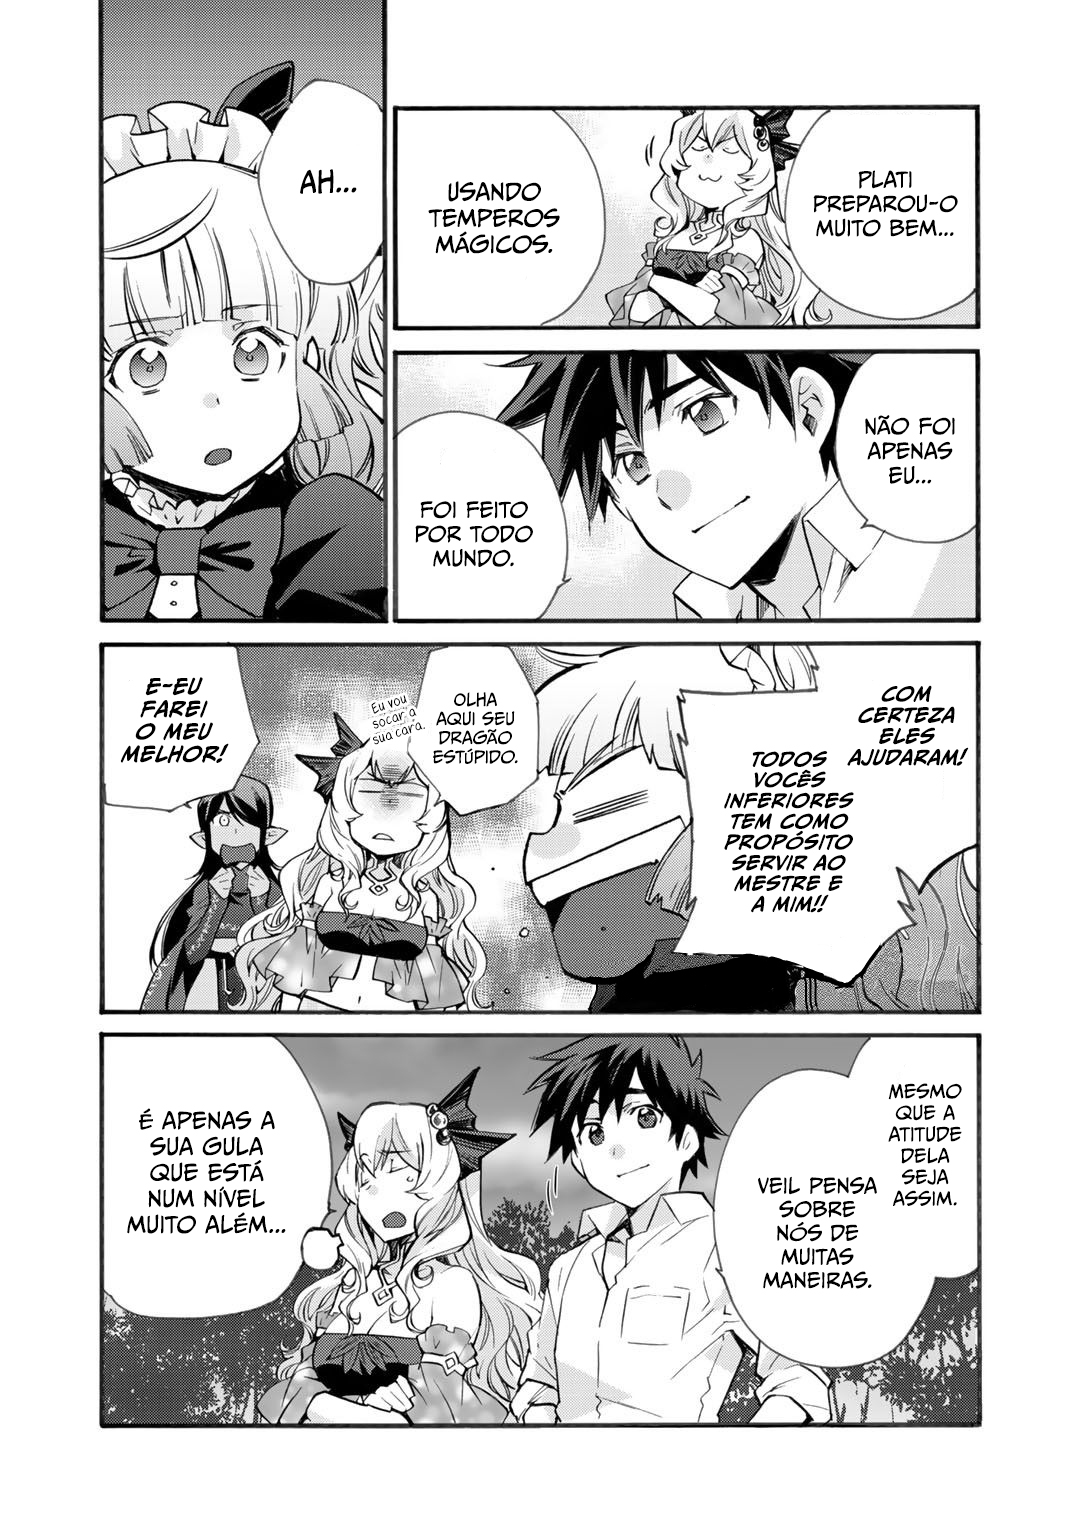 PLATI
PREPAROU-O
MUITO BEM...
USANDO
TEMPEROS
MÁGICOS.
NÃO FOI
APENAS
EU...
FOI FEITO
POR TODO
MUNDO.
AH...
COM
CERTEZA
ELES
AJUDARAM!
TODOS
VOCÊS
INFERIORES
TEM COMO
PROPÓSITO
SERVIR AO
MESTRE E
A MIM!!
OLHA
AQUI SEU
DRAGÃO
ESTÚPIDO.
Eu vou
socar a
sua cara.
E-EU
FAREI
O MEU
MELHOR!
MESMO
QUE A
ATITUDE
DELA
SEJA
ASSIM.
VEIL PENSA
SOBRE
NÓS DE
MUITAS
MANEIRAS.
É APENAS A
SUA GULA
QUE ESTÁ
NUM NÍVEL
MUITO ALÉM...